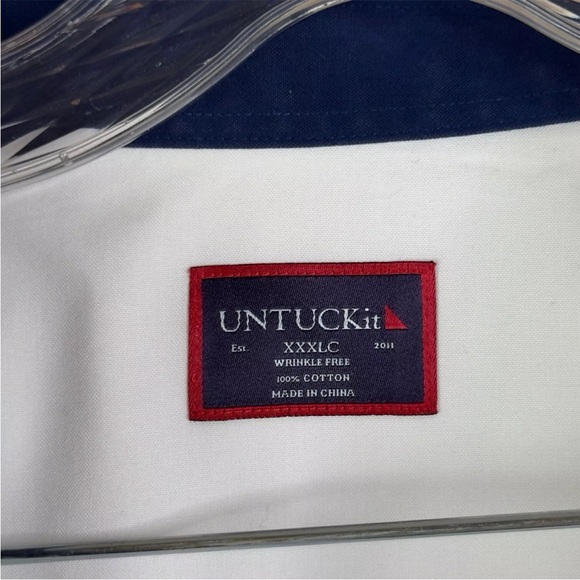 UNTUCKit
Est. XXXLC 2011
WRINKLE FREE
100% COTTON
MADE IN CHINA